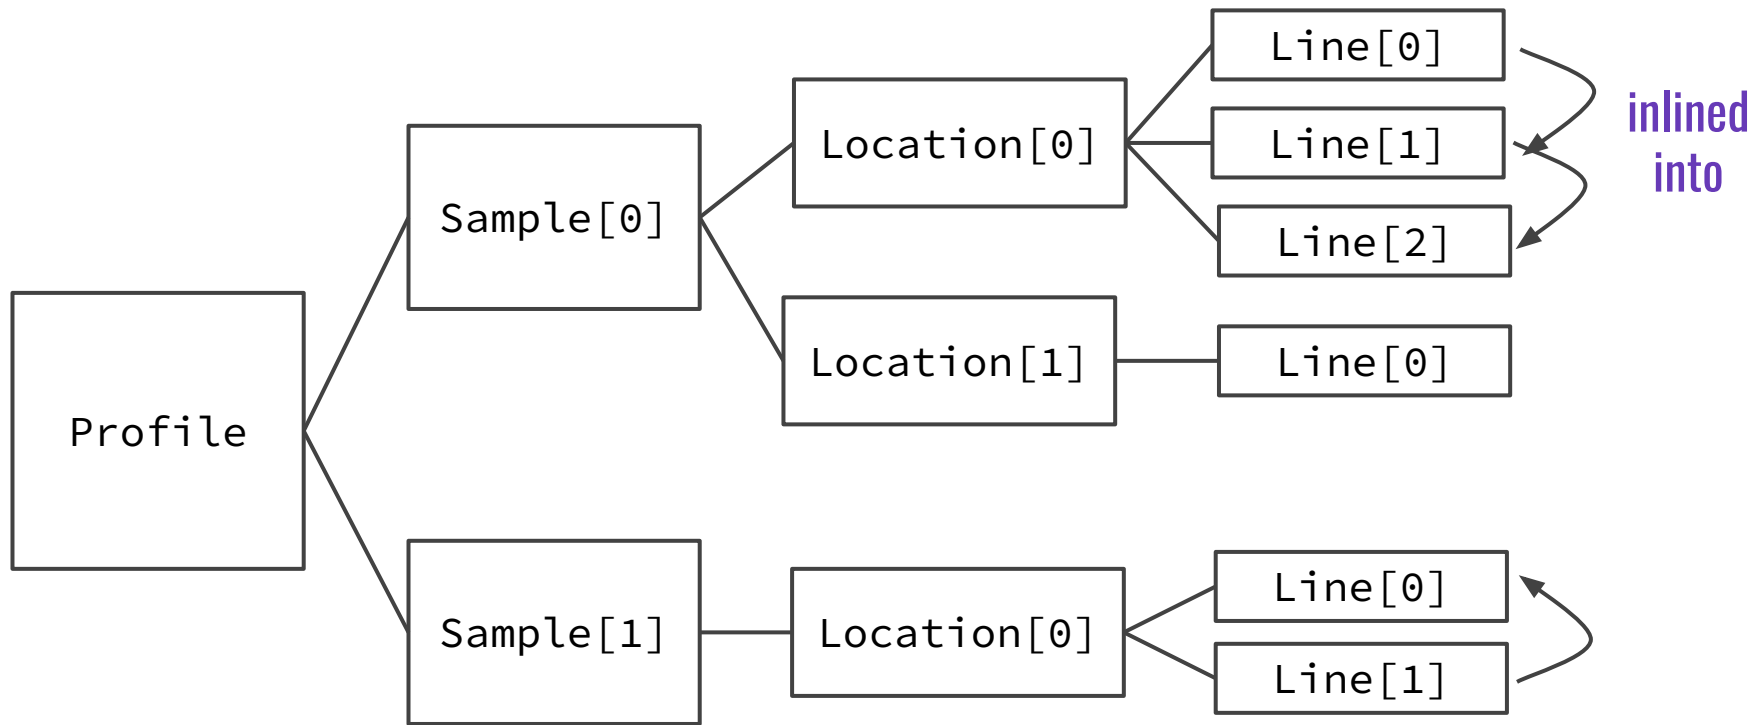 Line[0]
Line[1]
Line[2]
inlined
into
Location[0]
Sample[0]
Location[1]
Line[0]
Profile
Sample[1]
Location[0]
Line[0]
Line[1]